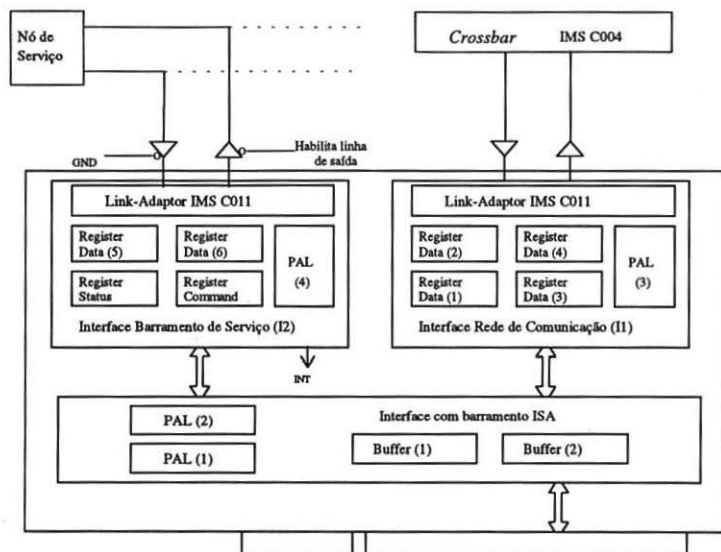 Nó de
Serviço
Crossbar IMS C004
GND
Habilita linha
de saída
Link-Adaptor IMS C011
Register
Data (5)
Register
Data (6)
PAL
(4)
Register
Status
Register
Command
Interface Barramento de Serviço (I2)
INT
Link-Adaptor IMS C011
Register
Data (2)
Register
Data (4)
PAL
(3)
Register
Data (1)
Register
Data (3)
Interface Rede de Comunicação (I1)
PAL (2)
PAL (1)
Interface com barramento ISA
Buffer (1)
Buffer (2)